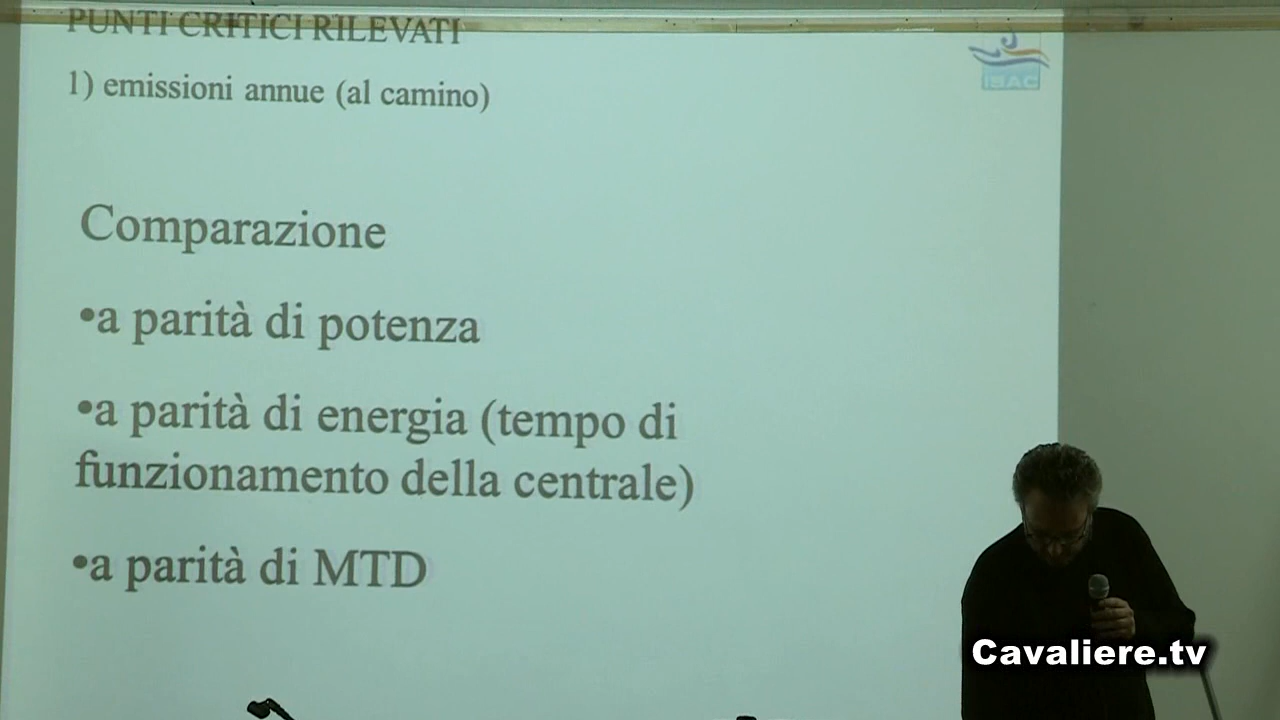 PUNTI CRITICI RILEVATI
1) emissioni annue (al camino)
ISAC
Comparazione
•a parità di potenza
•a parità di energia (tempo di
funzionamento della centrale)
•a parità di MTD
Cavaliere.tv